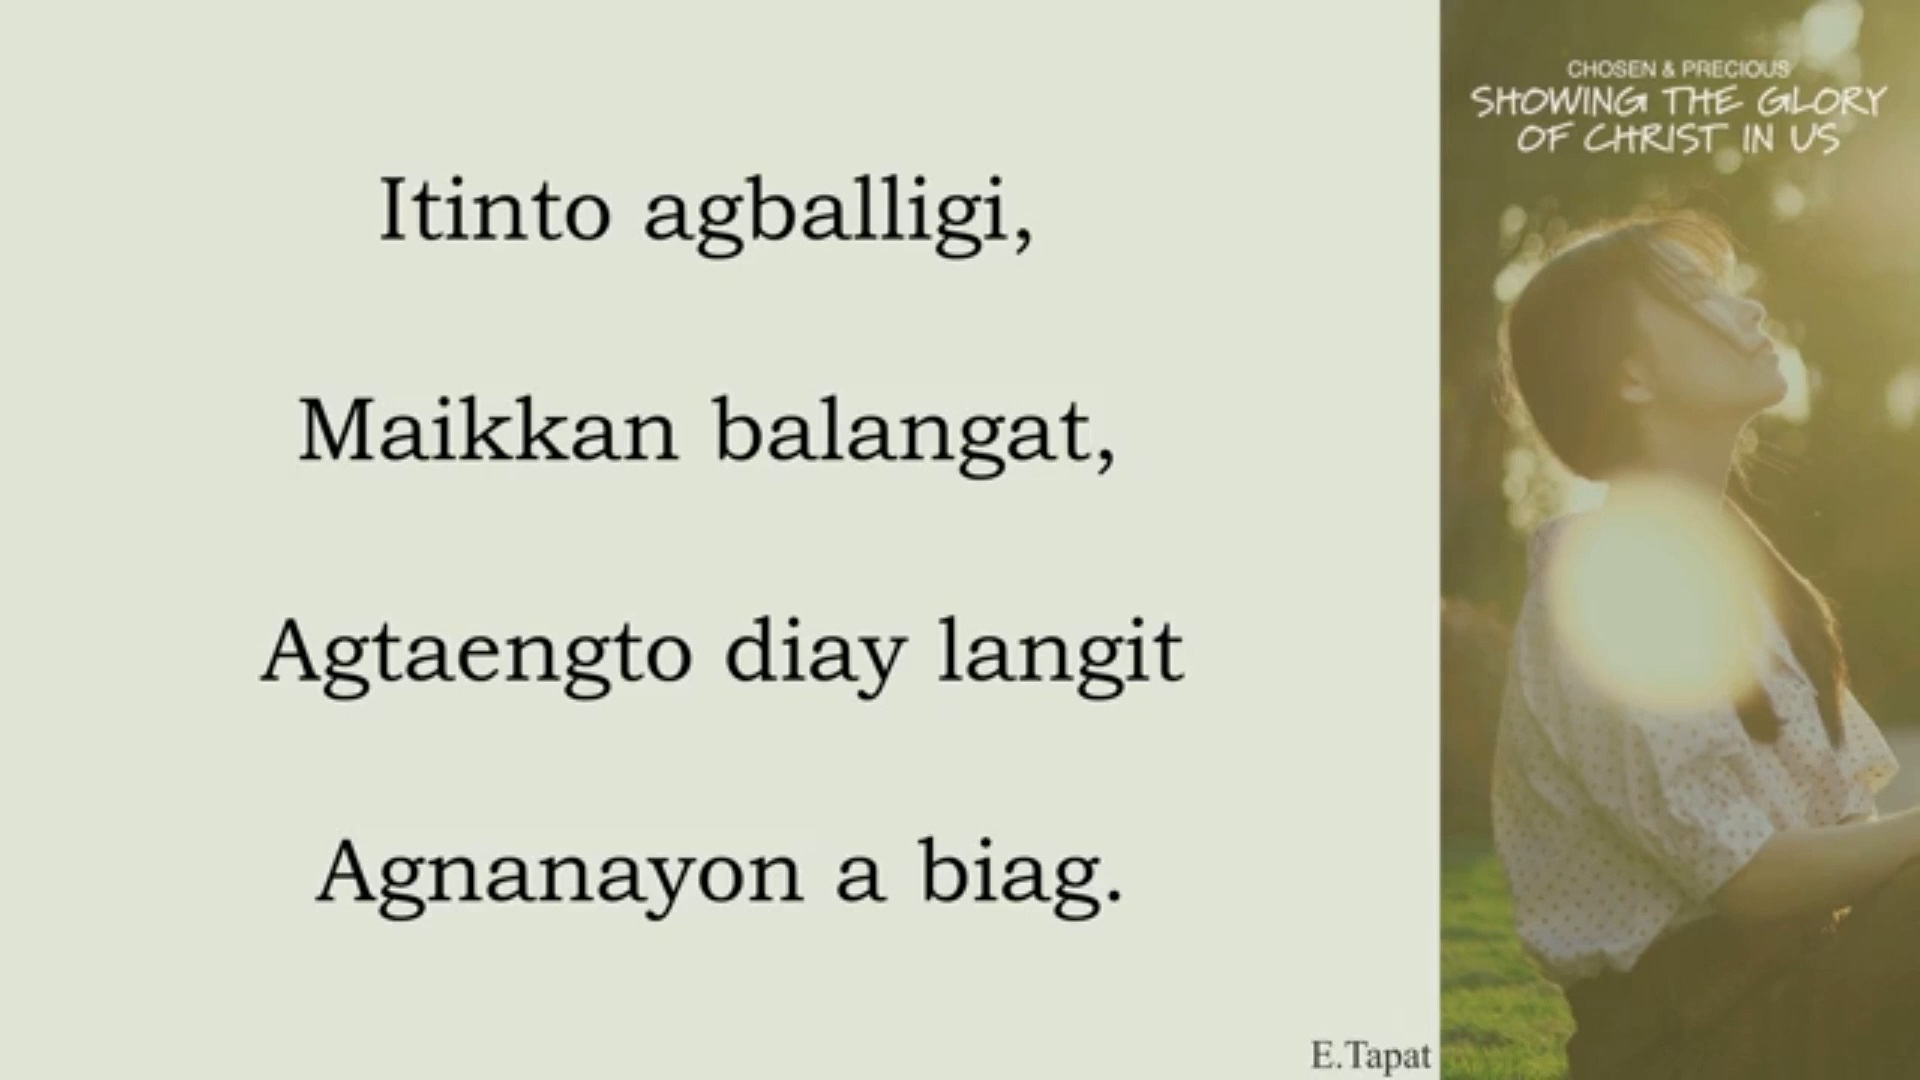 Itinto agballigi,
Maikkan balangat,
Agtaengto diay langit
Agnanayon a biag.
E.Tapat
CHOSEN & PRECIOUS
SHOWING THE GLORY
OF CHRIST IN US